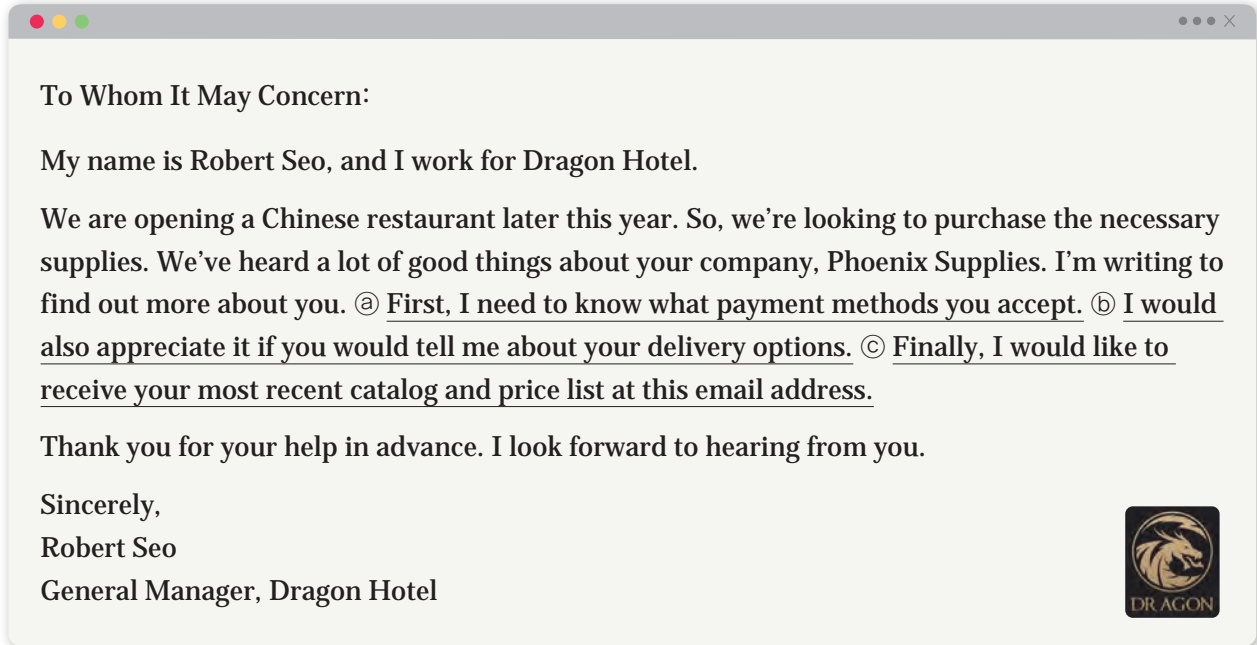 To Whom It May Concern:
My name is Robert Seo, and I work for Dragon Hotel.
We are opening a Chinese restaurant later this year. So, we’re looking to purchase the necessary
supplies. We’ve heard a lot of good things about your company, Phoenix Supplies. I’m writing to
find out more about you. ⓐ First, I need to know what payment methods you accept. ⓑ I would
also appreciate it if you would tell me about your delivery options. ⓒ Finally, I would like to
receive your most recent catalog and price list at this email address.
Thank you for your help in advance. I look forward to hearing from you.
Sincerely,
Robert Seo
General Manager, Dragon Hotel
DRAGON